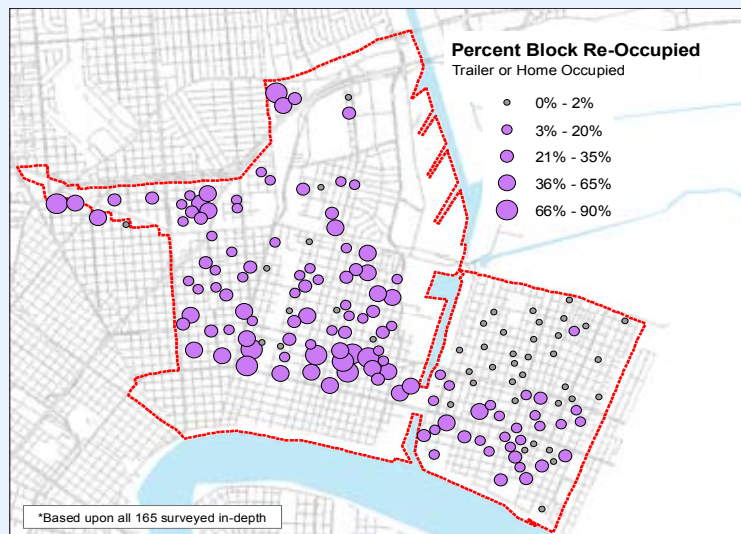 Percent Block Re-Occupied
Trailer or Home Occupied
0% - 2%
3% - 20%
21% - 35%
36% - 65%
66% - 90%
*Based upon all 165 surveyed in-depth